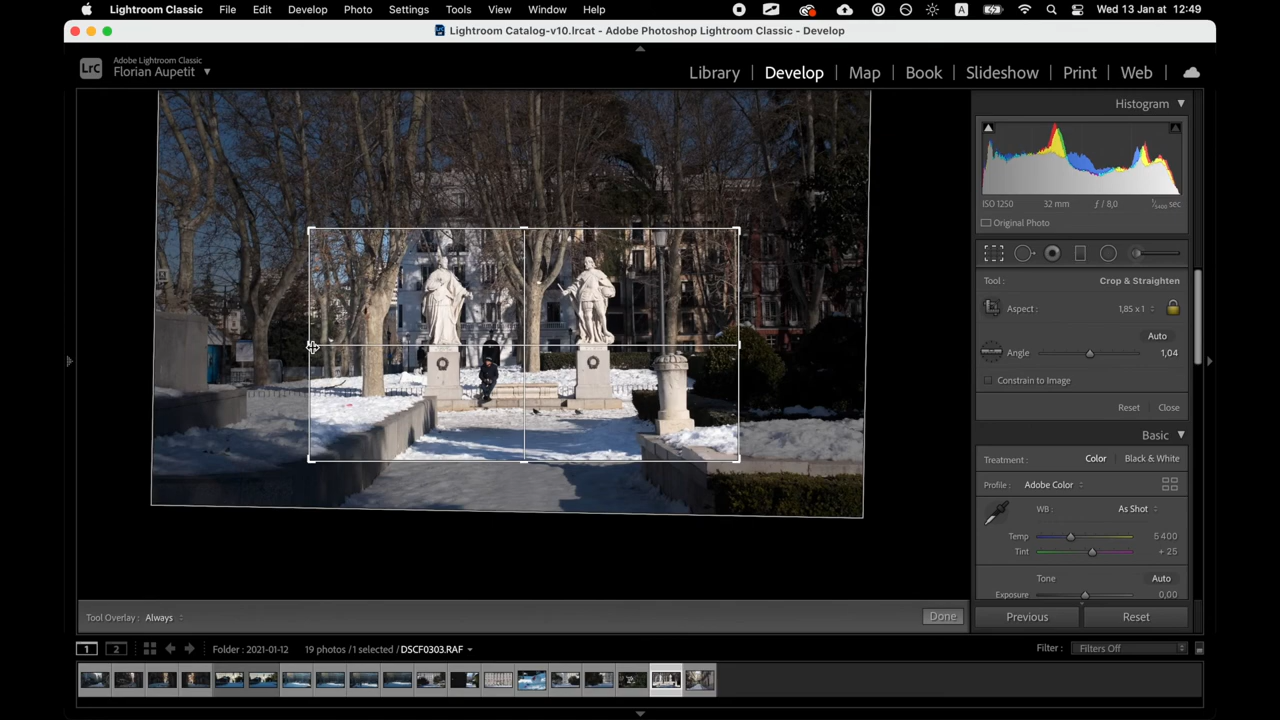 Lightroom Classic File Edit Develop Photo Settings Tools View Window Help A Wed 13 Jan at 12:49
Lightroom Catalog-v10.lrcat - Adobe Photoshop Lightroom Classic - Develop
LrC Adobe Lightroom Classic
Florian Aupetit
Library | Develop | Map | Book | Slideshow | Print | Web
Histogram
ISO 1250 32 mm ƒ / 8,0 sec
Original Photo
Tool : Crop & Straighten
Aspect : 1,85 x 1
Auto
Angle 1,04
Constrain to Image
Reset Close
Basic
Treatment : Color Black & White
Profile : Adobe Color
WB : As Shot
Temp 5 400
Tint + 25
Tone Auto
Exposure 0,00
Tool Overlay : Always Done
Previous Reset
1 2 Folder : 2021-01-12 19 photos / 1 selected / DSCF0303.RAF Filter : Filters Off